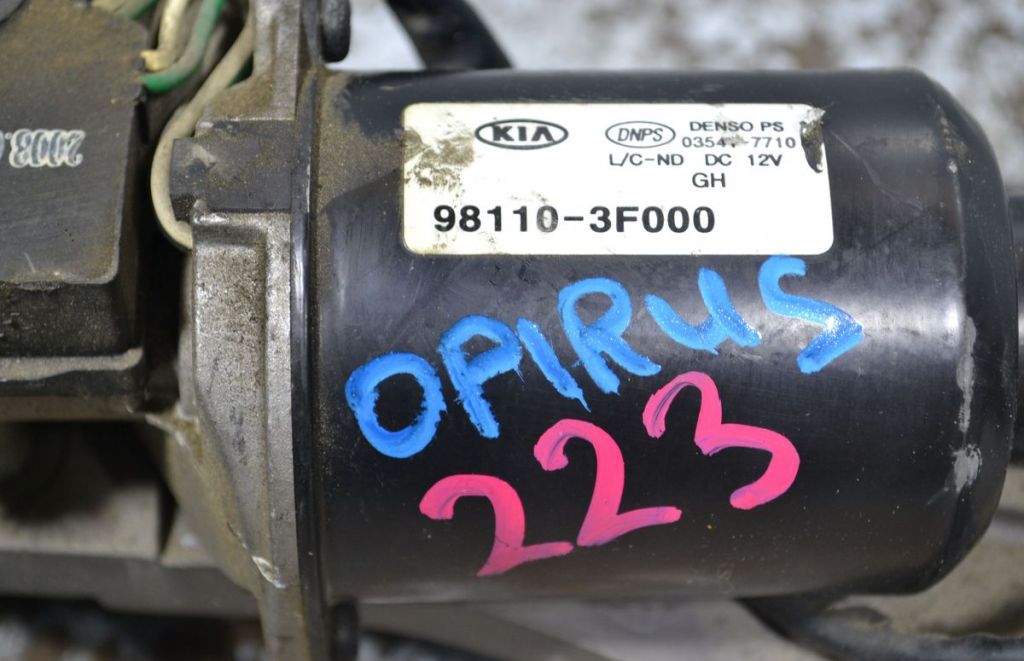 KIA DNPS DENSO PS
L/C-ND DC 12V
GH
98110-3F000
OPIRUS
223